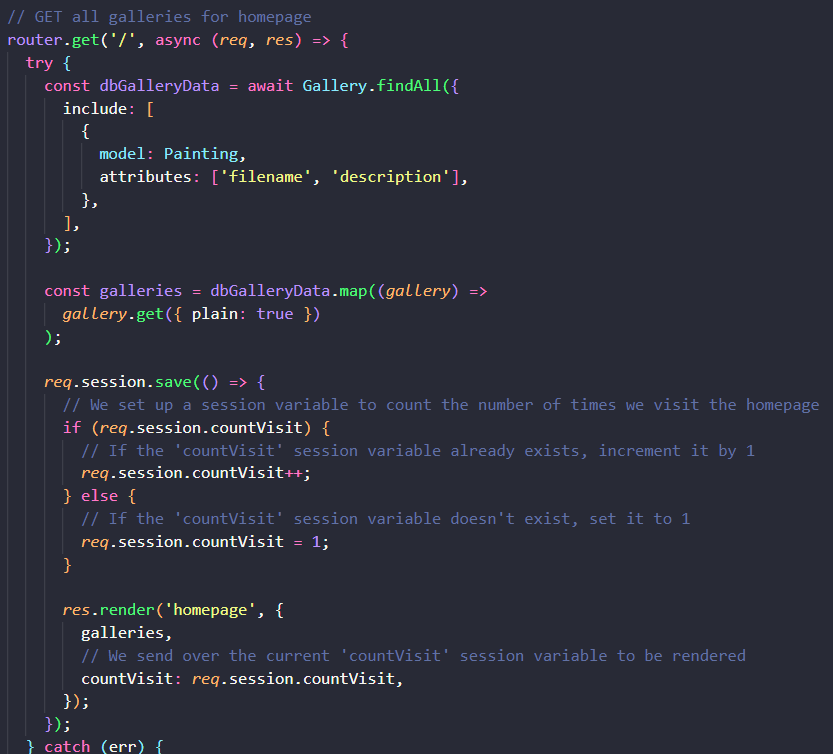 // GET all galleries for homepage
router.get('/', async (req, res) => {
  try {
    const dbGalleryData = await Gallery.findAll({
      include: [
        {
          model: Painting,
          attributes: ['filename', 'description'],
        },
      ],
    });

    const galleries = dbGalleryData.map((gallery) =>
      gallery.get({ plain: true })
    );

    req.session.save(() => {
      // We set up a session variable to count the number of times we visit the homepage
      if (req.session.countVisit) {
        // If the 'countVisit' session variable already exists, increment it by 1
        req.session.countVisit++;
      } else {
        // If the 'countVisit' session variable doesn't exist, set it to 1
        req.session.countVisit = 1;
      }

      res.render('homepage', {
        galleries,
        // We send over the current 'countVisit' session variable to be rendered
        countVisit: req.session.countVisit,
      });
    });
  } catch (err) {